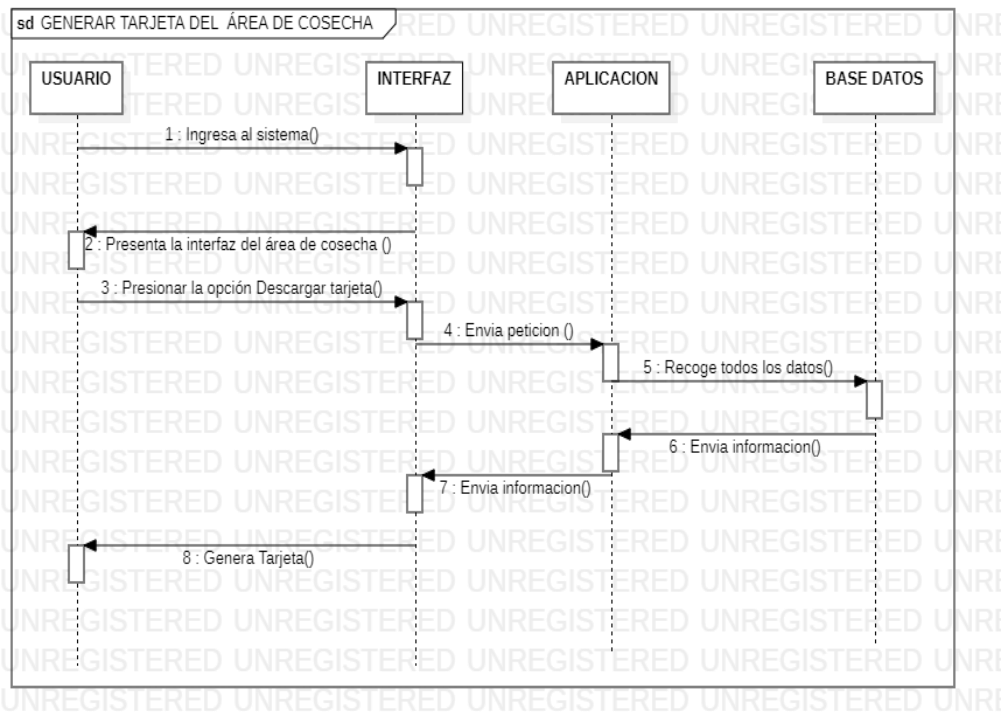 sd GENERAR TARJETA DEL ÁREA DE COSECHA
USUARIO
INTERFAZ
APLICACION
BASE DATOS
1 : Ingresa al sistema()
2 : Presenta la interfaz del área de cosecha ()
3 : Presionar la opción Descargar tarjeta()
4 : Envia peticion ()
5 : Recoge todos los datos()
6 : Envia informacion()
7 : Envia informacion()
8 : Genera Tarjeta()
UNREGISTERED